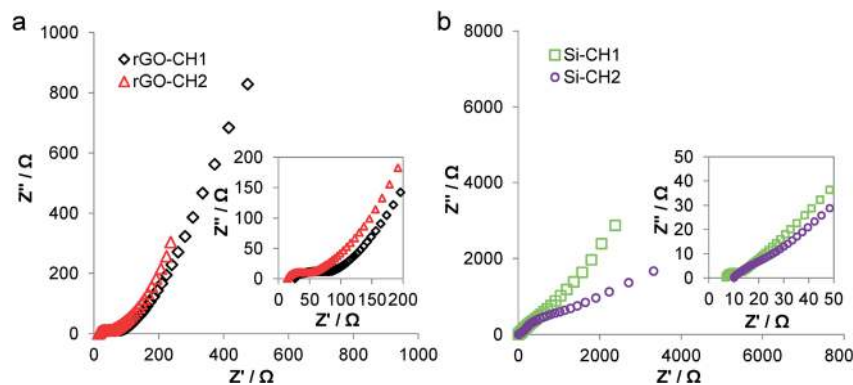 a
1000
800
600
400
200
0
Z'' / Ω
◇ rGO-CH1
△ rGO-CH2
200
150
100
50
0
Z'' / Ω
0 50 100 150 200
Z' / Ω
0 200 400 600 800 1000
Z' / Ω
b
8000
6000
4000
2000
0
Z'' / Ω
□ Si-CH1
○ Si-CH2
50
40
30
20
10
0
Z'' / Ω
0 10 20 30 40 50
Z' / Ω
0 2000 4000 6000 800
Z' / Ω